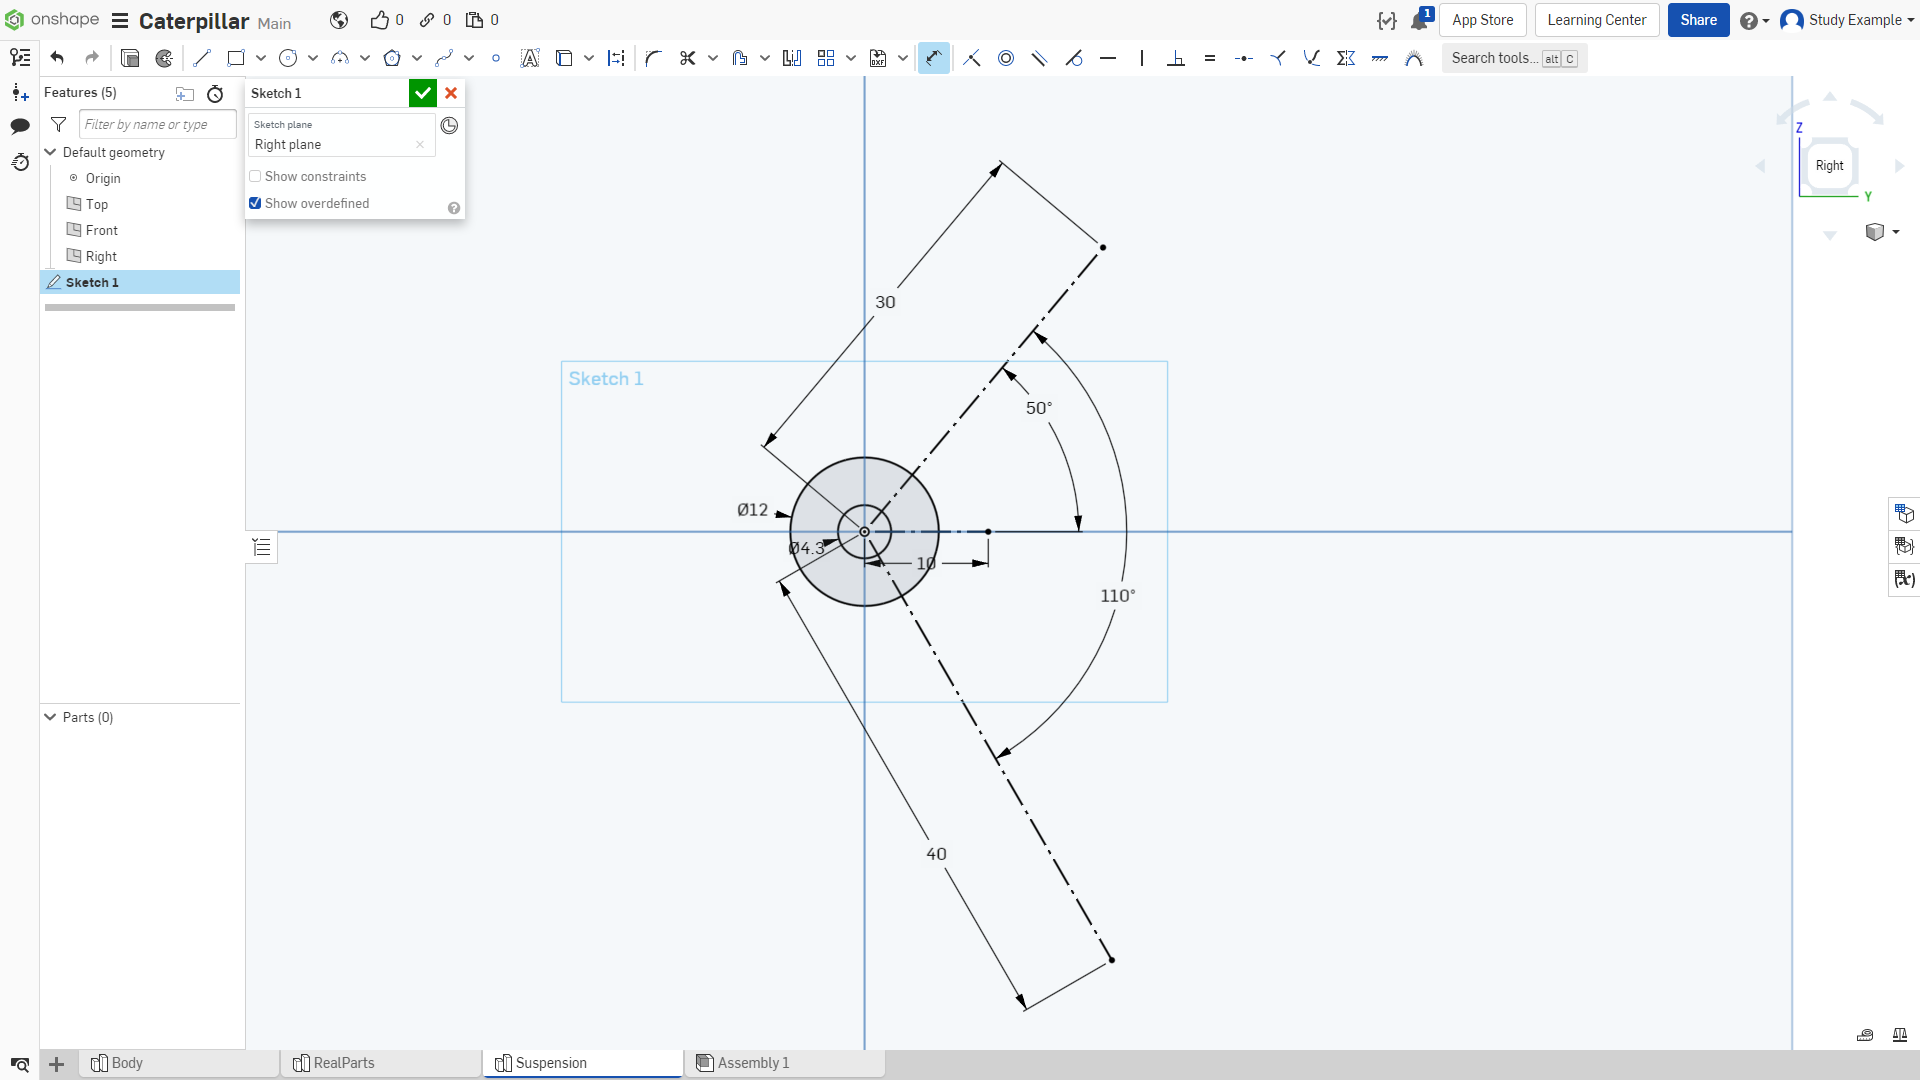 onshape Caterpillar Main 0 0 0 1 App Store Learning Center Share Study Example
Search tools... alt C
Features (5)
Filter by name or type
Default geometry
Origin
Top
Front
Right
Sketch 1
Parts (0)
Sketch 1
Sketch plane
Right plane
Show constraints
Show overdefined
Z
Right
Y
30
Sketch 1
50°
Ø12
Ø4.3
10
110°
40
(x)
Body RealParts Suspension Assembly 1